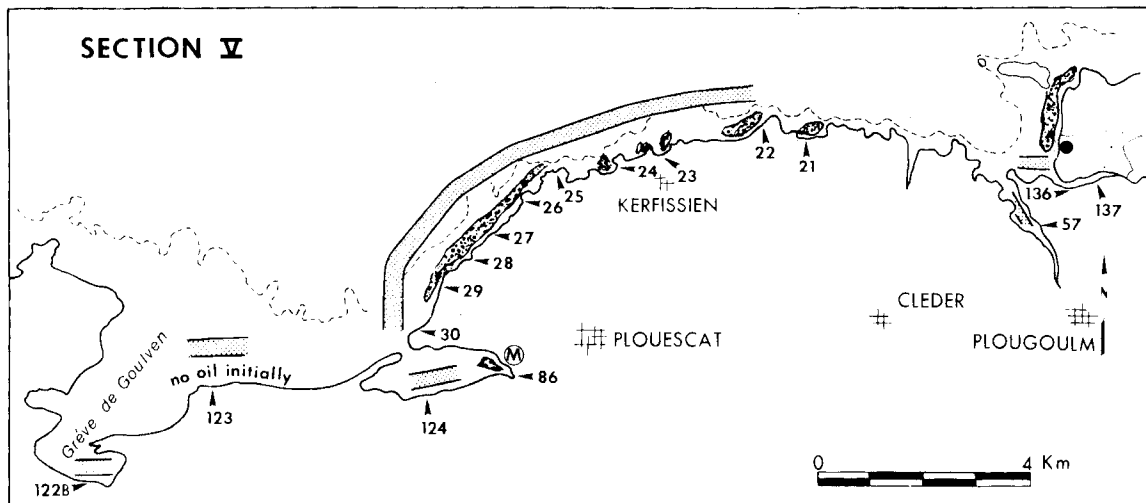 SECTION V
22
21
24
23
25
KERFISSIEN
26
136
137
27
57
28
29
CLEDER
N
30
PLOUESCAT
PLOUGOULM
M
86
Gréve de Goulven
no oil initially
123
124
122B
0
4 Km